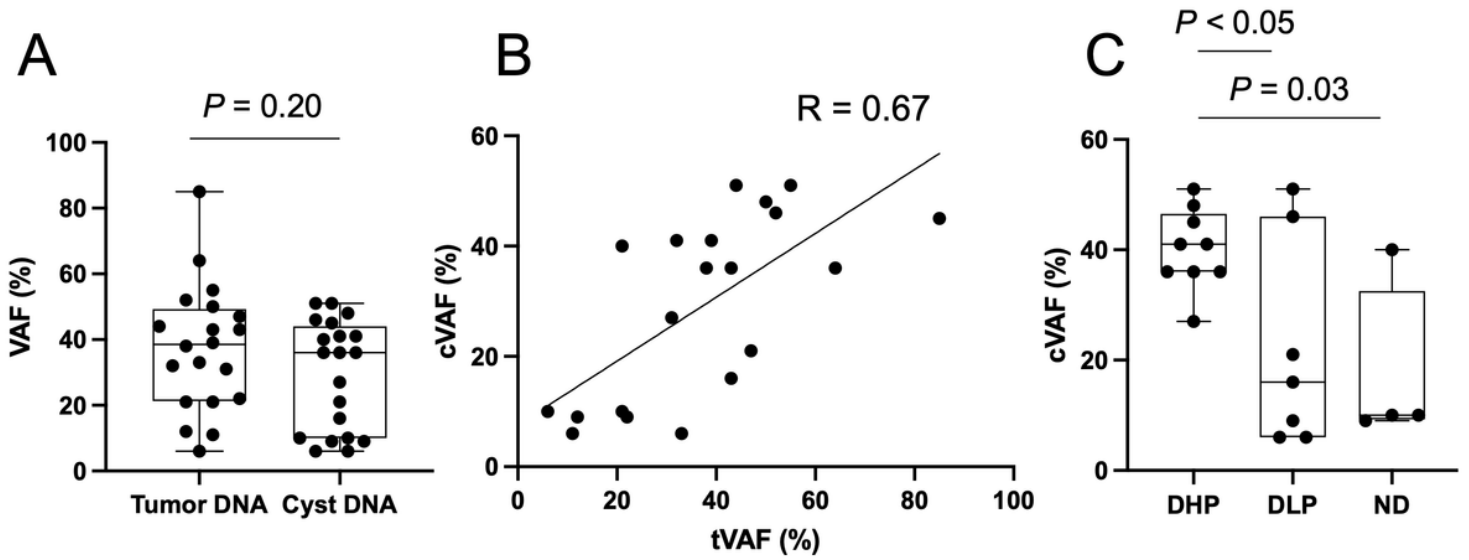 A
P = 0.20
VAF (%)
100
80
60
40
20
0
Tumor DNA
Cyst DNA
B
R = 0.67
cVAF (%)
60
40
20
0
0
20
40
60
80
100
tVAF (%)
C
P < 0.05
P = 0.03
cVAF (%)
60
40
20
0
DHP
DLP
ND